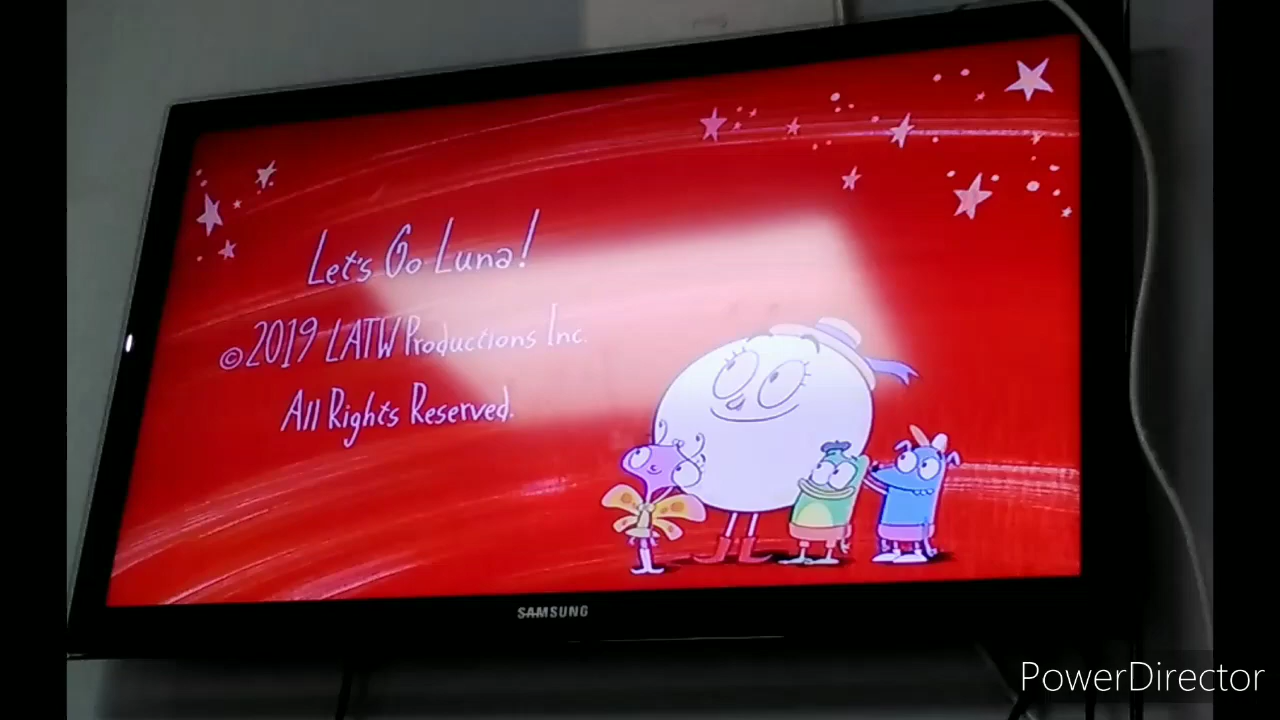 Let's Go Luna!
© 2019 LATW Productions Inc.
All Rights Reserved.
SAMSUNG
PowerDirector